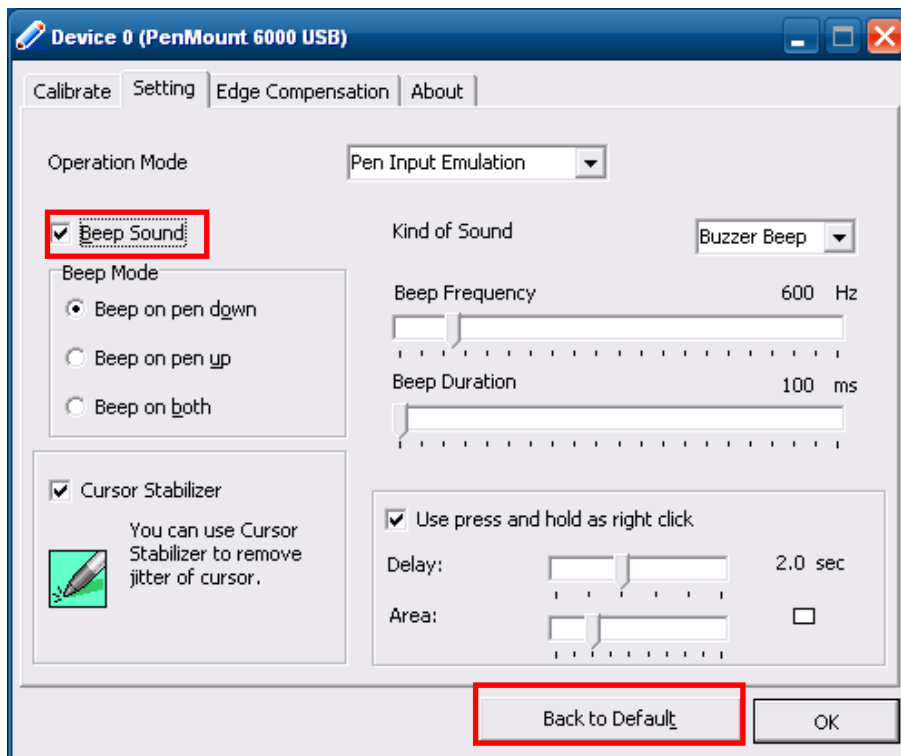 Device 0 (PenMount 6000 USB)
Calibrate Setting Edge Compensation About
Operation Mode Pen Input Emulation
Beep Sound Kind of Sound Buzzer Beep
Beep Mode
Beep on pen down
Beep on pen up
Beep on both
Beep Frequency 600 Hz
Beep Duration 100 ms
Cursor Stabilizer
You can use Cursor
Stabilizer to remove
jitter of cursor.
Use press and hold as right click
Delay: 2.0 sec
Area:
Back to Default OK